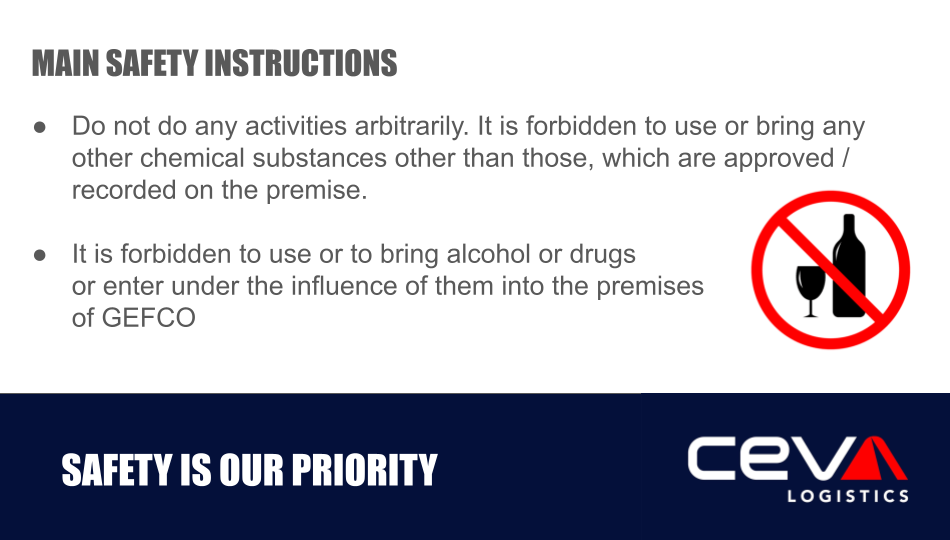 MAIN SAFETY INSTRUCTIONS
● Do not do any activities arbitrarily. It is forbidden to use or bring any
other chemical substances other than those, which are approved /
recorded on the premise.
● It is forbidden to use or to bring alcohol or drugs
or enter under the influence of them into the premises
of GEFCO
SAFETY IS OUR PRIORITY
CEVA
LOGISTICS